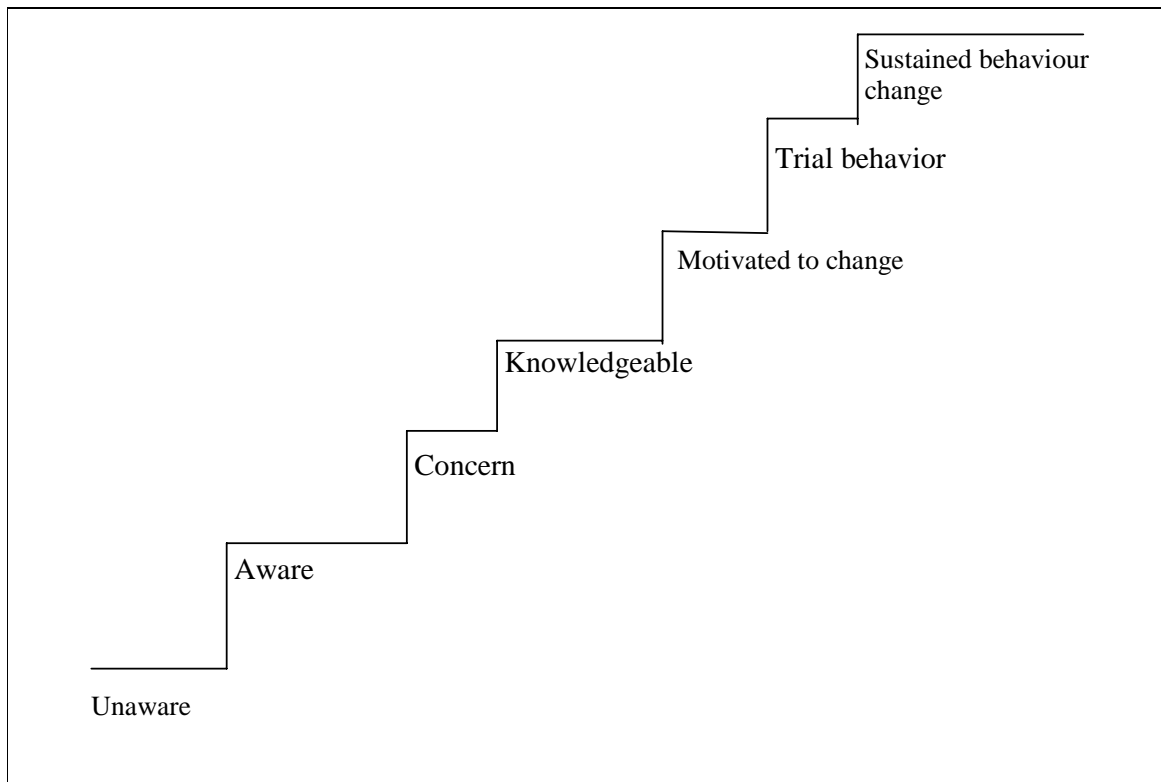 Sustained behaviour
change
Trial behavior
Motivated to change
Knowledgeable
Concern
Aware
Unaware